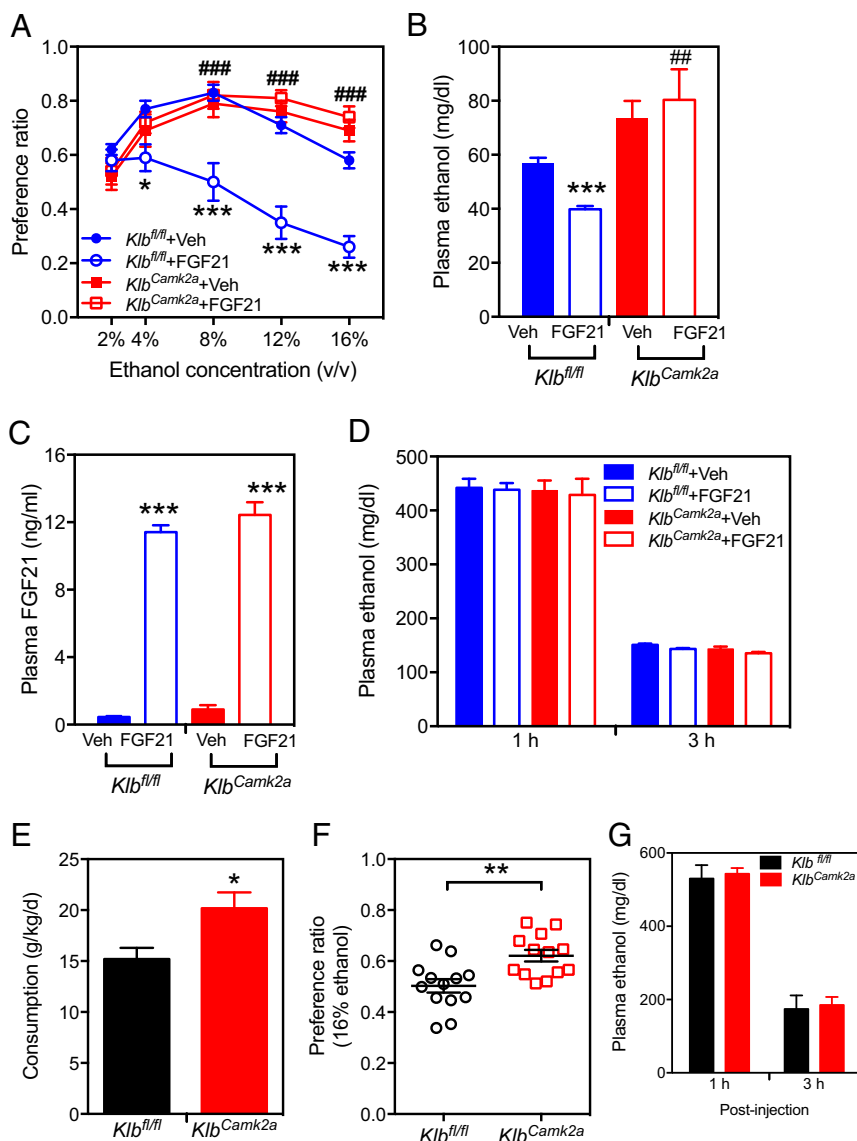 A
Preference ratio
1.0
0.8
0.6
0.4
0.2
0.0
###
###
###
*
***
***
***
Klbfl/fl+Veh
Klbfl/fl+FGF21
KlbCamk2a+Veh
KlbCamk2a+FGF21
2% 4% 8% 12% 16%
Ethanol concentration (v/v)
B
Plasma ethanol (mg/dl)
100
80
60
40
20
0
***
##
Veh FGF21 Veh FGF21
Klbfl/fl KlbCamk2a
C
Plasma FGF21 (ng/ml)
16
12
8
4
0
***
***
Veh FGF21 Veh FGF21
Klbfl/fl KlbCamk2a
D
Plasma ethanol (mg/dl)
500
400
300
200
100
0
Klbfl/fl+Veh
Klbfl/fl+FGF21
KlbCamk2a+Veh
KlbCamk2a+FGF21
1 h 3 h
E
Consumption (g/kg/d)
25
20
15
10
5
0
*
Klbfl/fl KlbCamk2a
F
Preference ratio
(16% ethanol)
1.0
0.8
0.6
0.4
0.2
0.0
**
Klbfl/fl KlbCamk2a
G
Plasma ethanol (mg/dl)
600
400
200
0
Klb fl/fl
KlbCamk2a
1 h 3 h
Post-injection